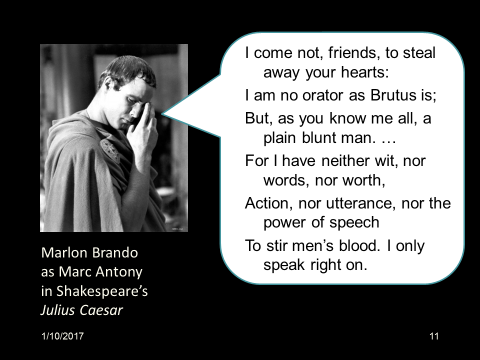 I come not, friends, to steal
away your hearts:
I am no orator as Brutus is;
But, as you know me all, a
plain blunt man. …
For I have neither wit, nor
words, nor worth,
Action, nor utterance, nor the
power of speech
To stir men’s blood. I only
speak right on.
Marlon Brando
as Marc Antony
in Shakespeare’s
Julius Caesar
1/10/2017
11